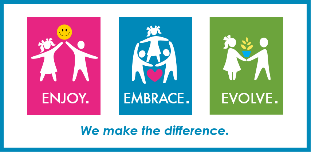 ENJOY. EMBRACE. EVOLVE.
We make the difference.